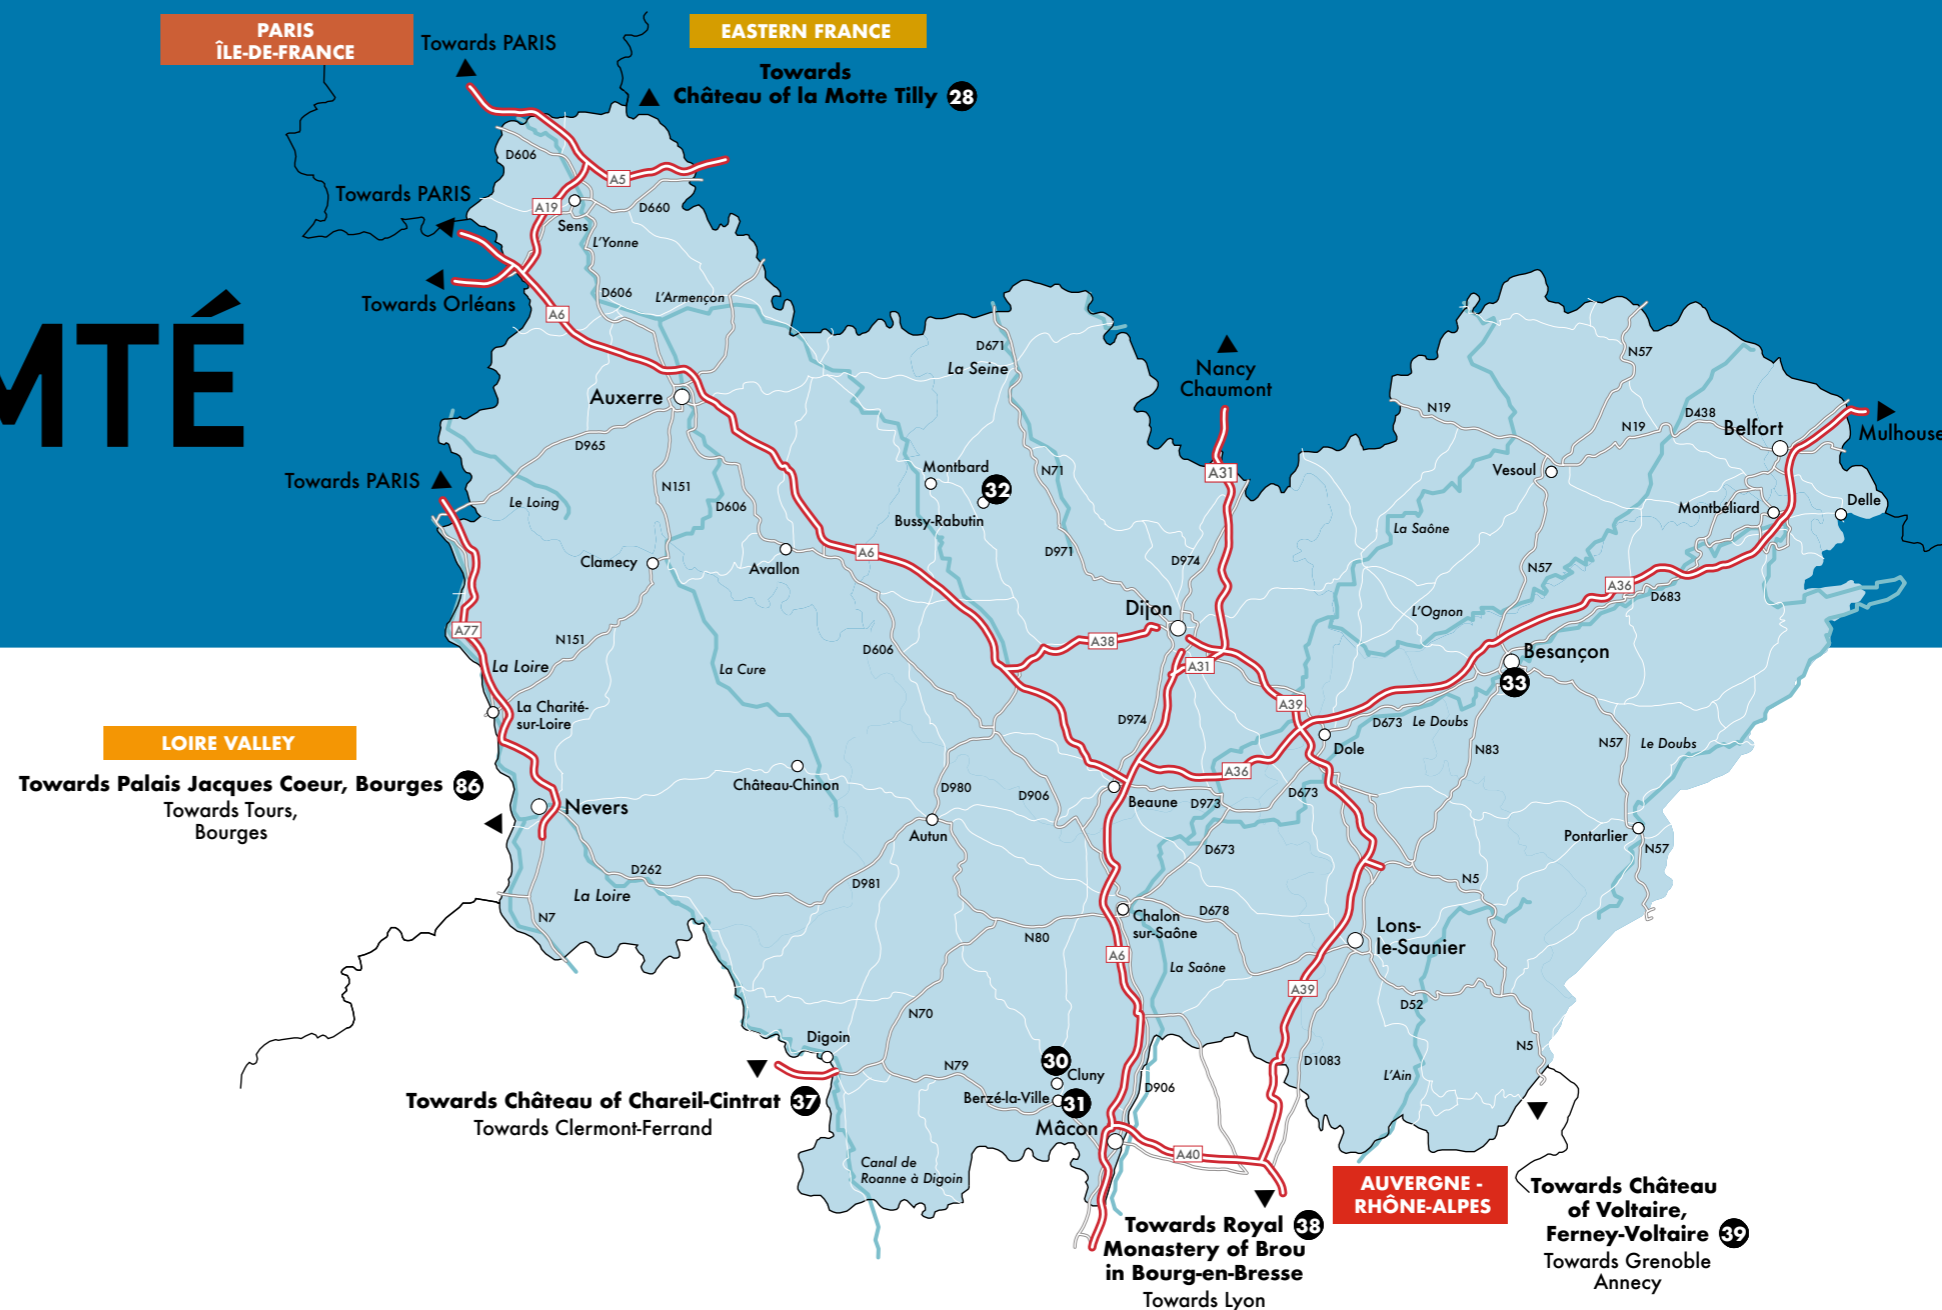 PARIS
ÎLE-DE-FRANCE
Towards PARIS
EASTERN FRANCE
Towards
Château of la Motte Tilly 28
D606
A5
Towards PARIS
A19
D660
Sens
L'Yonne
Towards Orléans
D606
L'Armençon
A6
MTÉ
D671
La Seine
Nancy
Chaumont
N57
Auxerre
N19
D438
N19
Belfort
Mulhouse
D965
Towards PARIS
Montbard
32
N71
A31
Vesoul
N151
Le Loing
D606
Bussy-Rabutin
Montbéliard
Delle
La Saône
Clamecy
Avallon
A6
D971
D974
N57
A36
D683
Dijon
L'Ognon
A77
N151
A38
La Loire
La Cure
D606
A31
Besançon
33
La Charité-
sur-Loire
D974
A39
D673
Le Doubs
LOIRE VALLEY
Dole
N83
N57
Le Doubs
Towards Palais Jacques Coeur, Bourges 86
Towards Tours,
Bourges
Nevers
Château-Chinon
D980
D906
A36
Beaune
D973
D673
Autun
Pontarlier
N57
D673
D262
D981
La Loire
N5
N7
Chalon
sur-Saône
D678
Lons-
le-Saunier
N80
A6
La Saône
A39
D52
N70
Digoin
30
N79
Cluny
D1083
N5
L'Ain
D906
Towards Château of Chareil-Cintrat 37
Towards Clermont-Ferrand
Berzé-la-Ville
31
Mâcon
A40
Canal de
Roanne à Digoin
AUVERGNE -
RHÔNE-ALPES
Towards Royal 38
Monastery of Brou
in Bourg-en-Bresse
Towards Lyon
Towards Château
of Voltaire,
Ferney-Voltaire 39
Towards Grenoble
Annecy